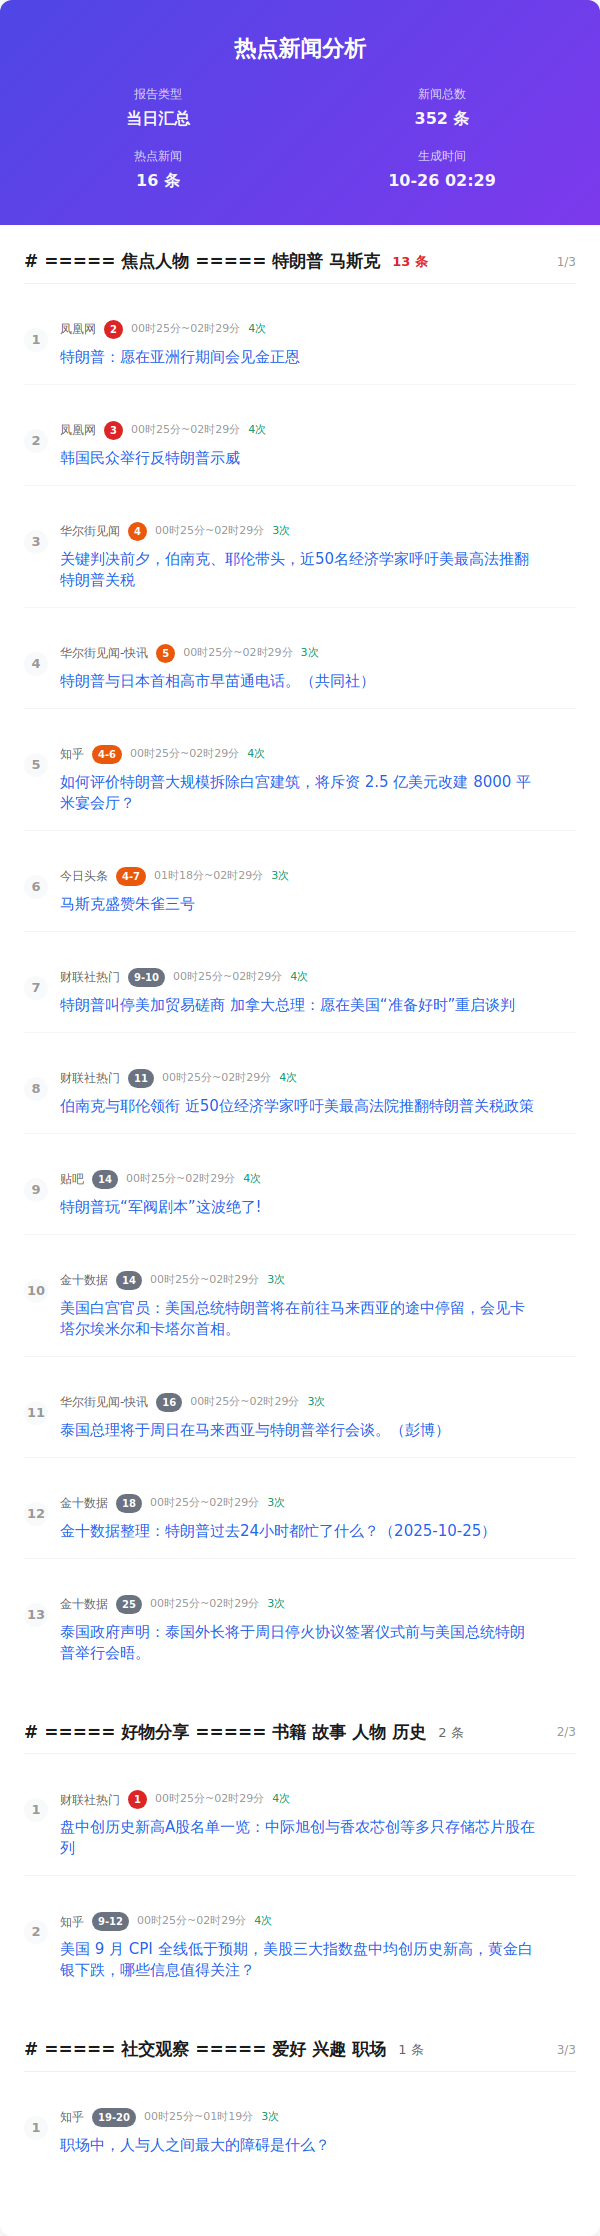 热点新闻分析
报告类型
新闻总数
当日汇总
352 条
热点新闻
生成时间
16 条
10-26 02:29
# ===== 焦点人物 ===== 特朗普 马斯克 13 条 1/3
1 凤凰网 2 00时25分~02时29分 4次
特朗普：愿在亚洲行期间会见金正恩
2 凤凰网 3 00时25分~02时29分 4次
韩国民众举行反特朗普示威
3 华尔街见闻 4 00时25分~02时29分 3次
关键判决前夕，伯南克、耶伦带头，近50名经济学家呼吁美最高法推翻
特朗普关税
4 华尔街见闻-快讯 5 00时25分~02时29分 3次
特朗普与日本首相高市早苗通电话。（共同社）
5 知乎 4-6 00时25分~02时29分 4次
如何评价特朗普大规模拆除白宫建筑，将斥资 2.5 亿美元改建 8000 平
米宴会厅？
6 今日头条 4-7 01时18分~02时29分 3次
马斯克盛赞朱雀三号
7 财联社热门 9-10 00时25分~02时29分 4次
特朗普叫停美加贸易磋商 加拿大总理：愿在美国“准备好时”重启谈判
8 财联社热门 11 00时25分~02时29分 4次
伯南克与耶伦领衔 近50位经济学家呼吁美最高法院推翻特朗普关税政策
9 贴吧 14 00时25分~02时29分 4次
特朗普玩“军阀剧本”这波绝了!
10 金十数据 14 00时25分~02时29分 3次
美国白宫官员：美国总统特朗普将在前往马来西亚的途中停留，会见卡
塔尔埃米尔和卡塔尔首相。
11 华尔街见闻-快讯 16 00时25分~02时29分 3次
泰国总理将于周日在马来西亚与特朗普举行会谈。（彭博）
12 金十数据 18 00时25分~02时29分 3次
金十数据整理：特朗普过去24小时都忙了什么？（2025-10-25）
13 金十数据 25 00时25分~02时29分 3次
泰国政府声明：泰国外长将于周日停火协议签署仪式前与美国总统特朗
普举行会晤。
# ===== 好物分享 ===== 书籍 故事 人物 历史 2 条 2/3
1 财联社热门 1 00时25分~02时29分 4次
盘中创历史新高A股名单一览：中际旭创与香农芯创等多只存储芯片股在
列
2 知乎 9-12 00时25分~02时29分 4次
美国 9 月 CPI 全线低于预期，美股三大指数盘中均创历史新高，黄金白
银下跌，哪些信息值得关注？
# ===== 社交观察 ===== 爱好 兴趣 职场 1 条 3/3
1 知乎 19-20 00时25分~01时19分 3次
职场中，人与人之间最大的障碍是什么？